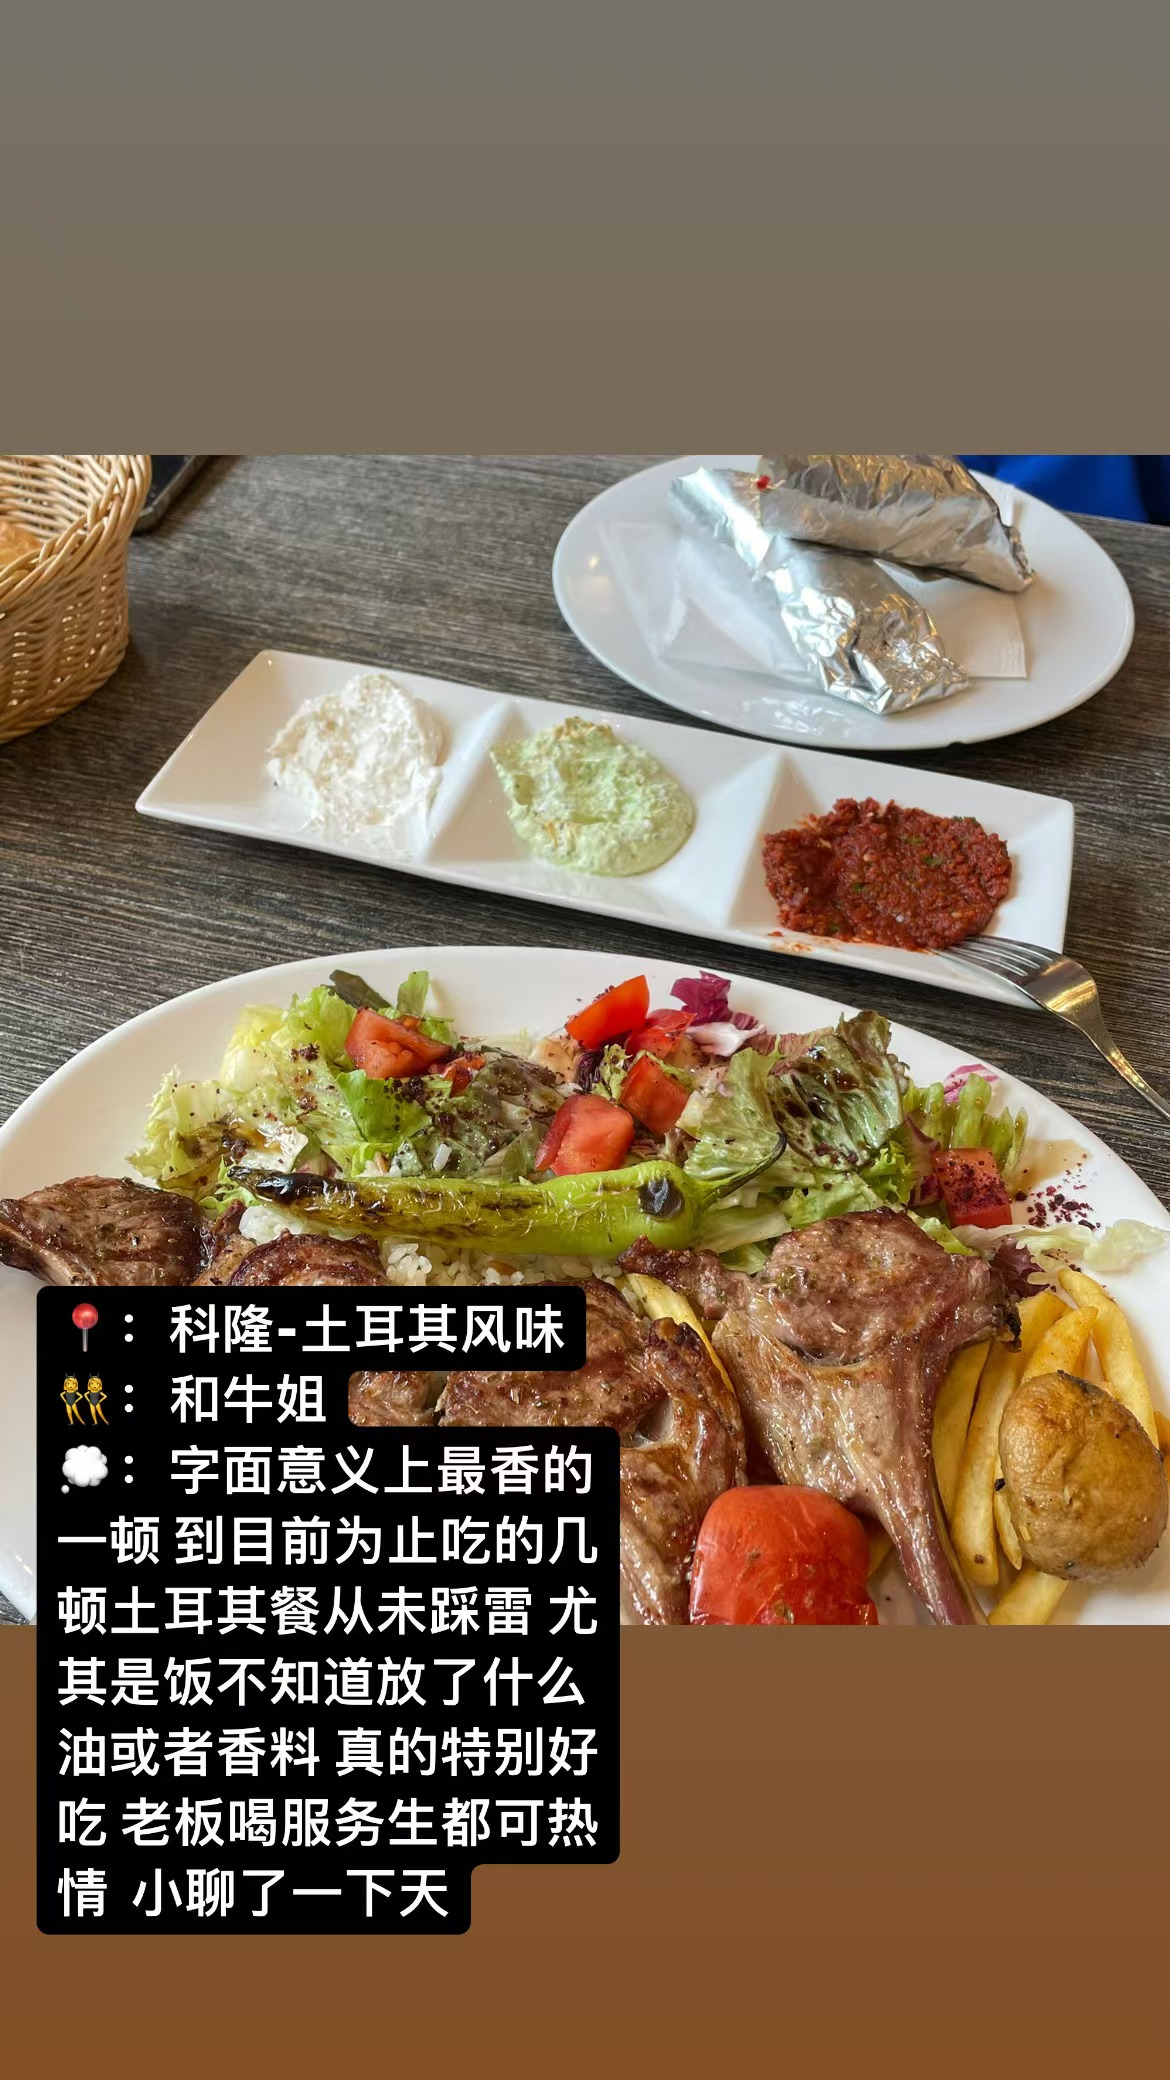 📍：科隆-土耳其风味
👯：和牛姐
💭：字面意义上最香的
一顿 到目前为止吃的几
顿土耳其餐从未踩雷 尤
其是饭不知道放了什么
油或者香料 真的特别好
吃 老板喝服务生都可热
情 小聊了一下天